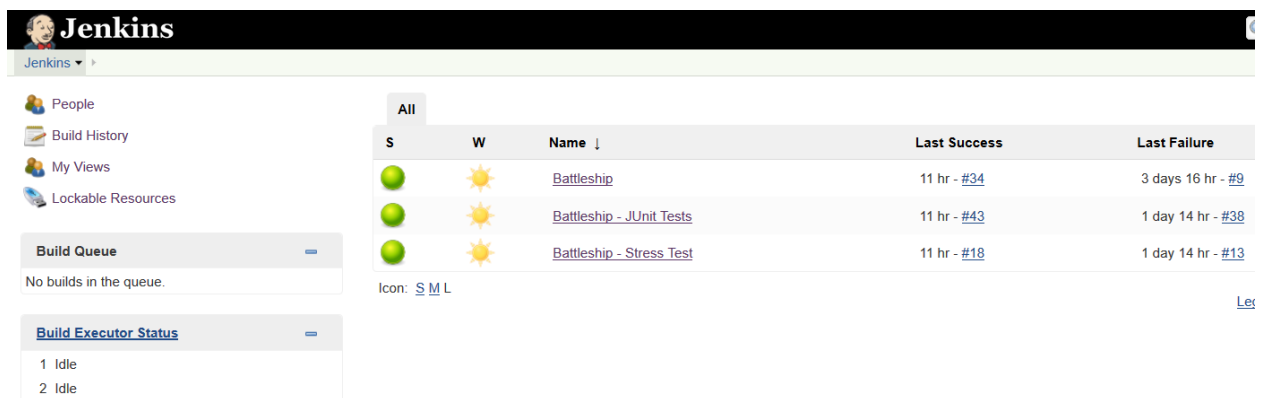 Jenkins
Jenkins
People
Build History
My Views
Lockable Resources
Build Queue
No builds in the queue.
Build Executor Status
1 Idle
2 Idle
All
S W Name ↓ Last Success Last Failure
Battleship 11 hr - #34 3 days 16 hr - #9
Battleship - JUnit Tests 11 hr - #43 1 day 14 hr - #38
Battleship - Stress Test 11 hr - #18 1 day 14 hr - #13
Icon: S M L